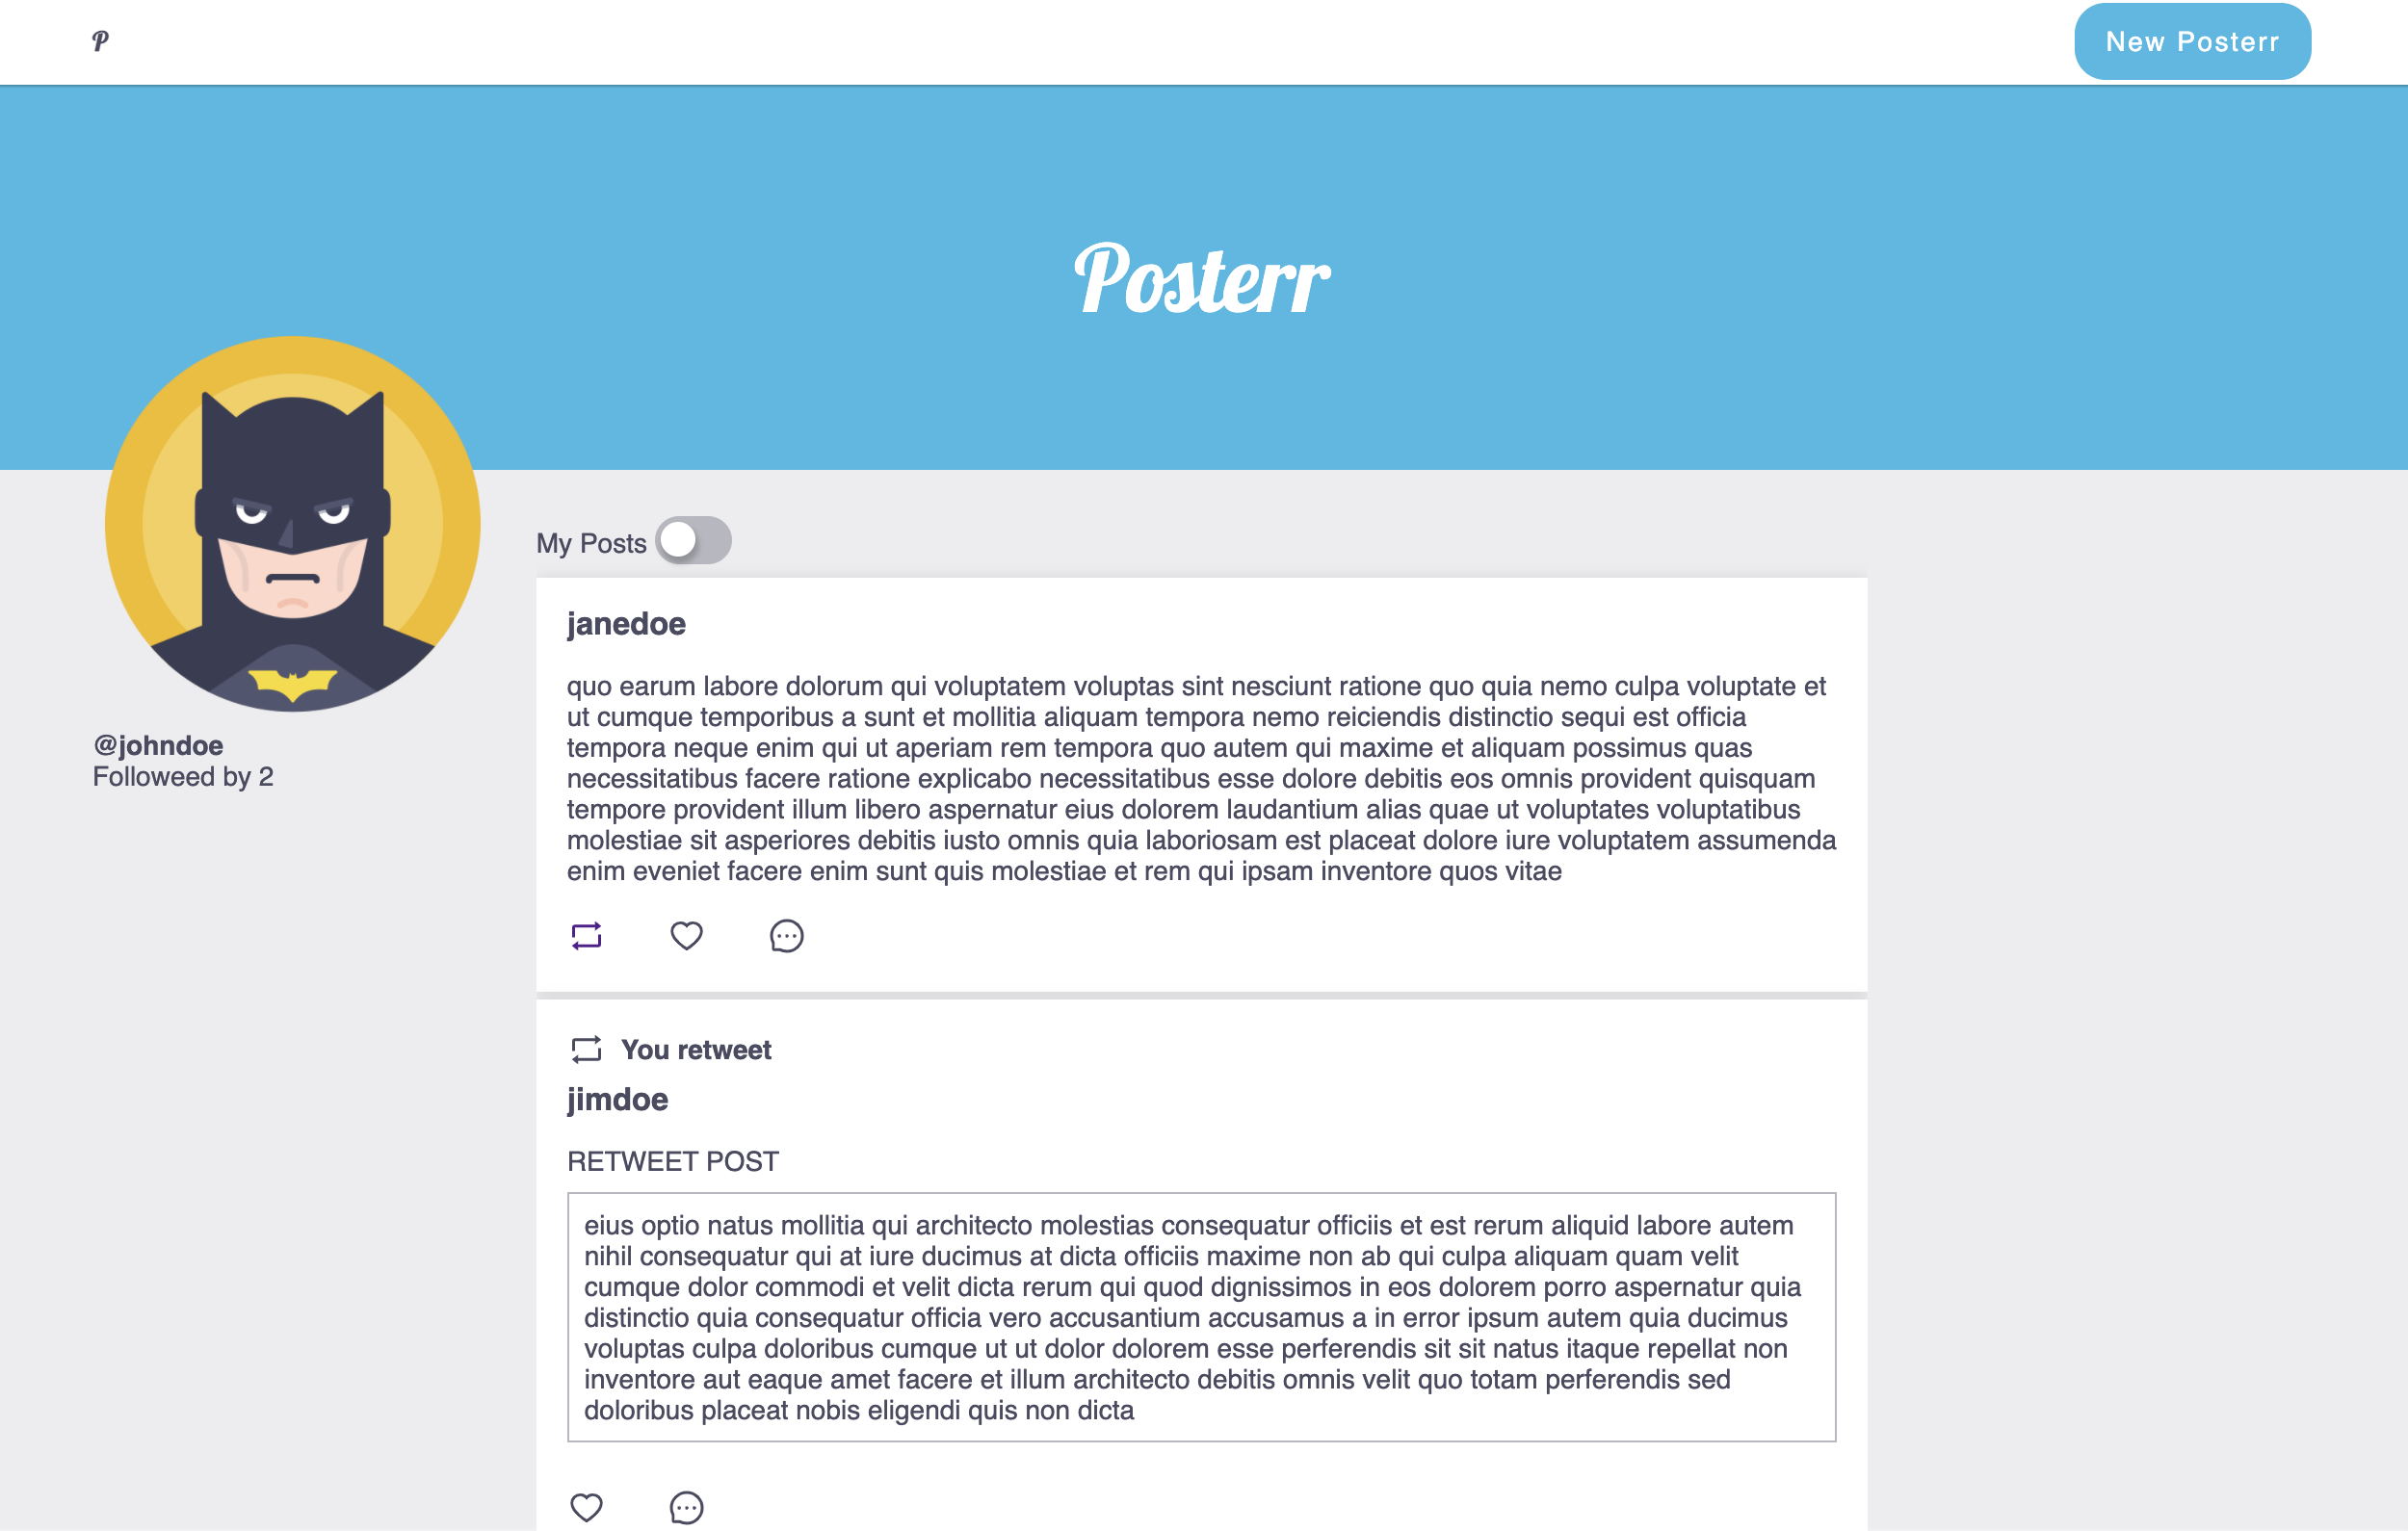 P
New Posterr
Posterr
My Posts
@johndoe
Followeed by 2
janedoe
quo earum labore dolorum qui voluptatem voluptas sint nesciunt ratione quo quia nemo culpa voluptate et
ut cumque temporibus a sunt et mollitia aliquam tempora nemo reiciendis distinctio sequi est officia
tempora neque enim qui ut aperiam rem tempora quo autem qui maxime et aliquam possimus quas
necessitatibus facere ratione explicabo necessitatibus esse dolore debitis eos omnis provident quisquam
tempore provident illum libero aspernatur eius dolorem laudantium alias quae ut voluptates voluptatibus
molestiae sit asperiores debitis iusto omnis quia laboriosam est placeat dolore iure voluptatem assumenda
enim eveniet facere enim sunt quis molestiae et rem qui ipsam inventore quos vitae
You retweet
jimdoe
RETWEET POST
eius optio natus mollitia qui architecto molestias consequatur officiis et est rerum aliquid labore autem
nihil consequatur qui at iure ducimus at dicta officiis maxime non ab qui culpa aliquam quam velit
cumque dolor commodi et velit dicta rerum qui quod dignissimos in eos dolorem porro aspernatur quia
distinctio quia consequatur officia vero accusantium accusamus a in error ipsum autem quia ducimus
voluptas culpa doloribus cumque ut ut dolor dolorem esse perferendis sit sit natus itaque repellat non
inventore aut eaque amet facere et illum architecto debitis omnis velit quo totam perferendis sed
doloribus placeat nobis eligendi quis non dicta